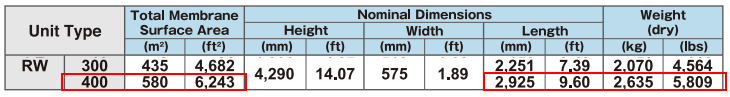 Unit Type Total Membrane Surface Area Nominal Dimensions Weight (dry)
Height Width Length
(m²) (ft²) (mm) (ft) (mm) (ft) (mm) (ft) (kg) (lbs)
RW 300 435 4,682 4,290 14.07 575 1.89 2,251 7.39 2,070 4,564
400 580 6,243 2,925 9.60 2,635 5,809